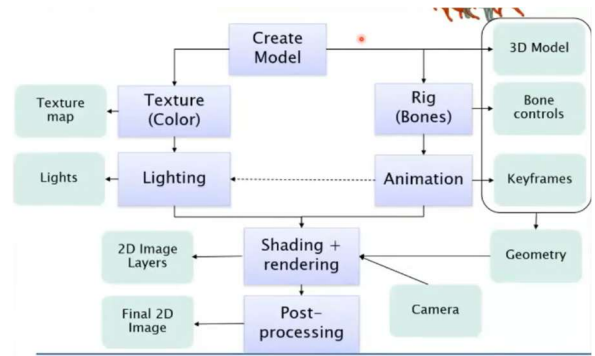 Create
Model
3D Model
Texture
map
Texture
(Color)
Rig
(Bones)
Bone
controls
Lights
Lighting
Animation
Keyframes
2D Image
Layers
Shading +
rendering
Geometry
Camera
Final 2D
Image
Post-
processing